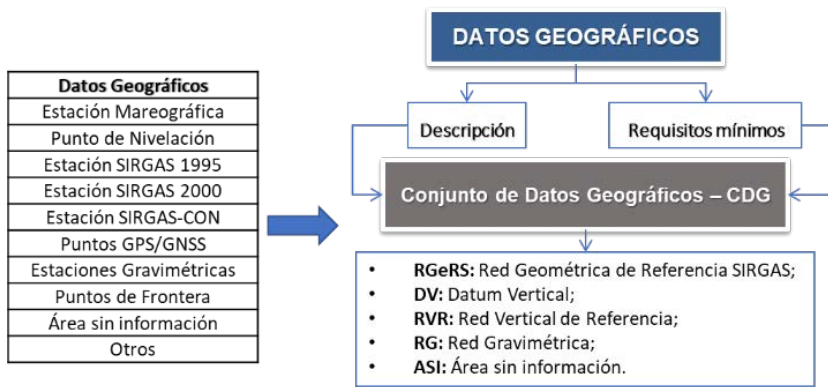 Datos Geográficos
Estación Mareográfica
Punto de Nivelación
Estación SIRGAS 1995
Estación SIRGAS 2000
Estación SIRGAS-CON
Puntos GPS/GNSS
Estaciones Gravimétricas
Puntos de Frontera
Área sin información
Otros
DATOS GEOGRÁFICOS
Descripción
Requisitos mínimos
Conjunto de Datos Geográficos – CDG
• RGeRS: Red Geométrica de Referencia SIRGAS;
• DV: Datum Vertical;
• RVR: Red Vertical de Referencia;
• RG: Red Gravimétrica;
• ASI: Área sin información.